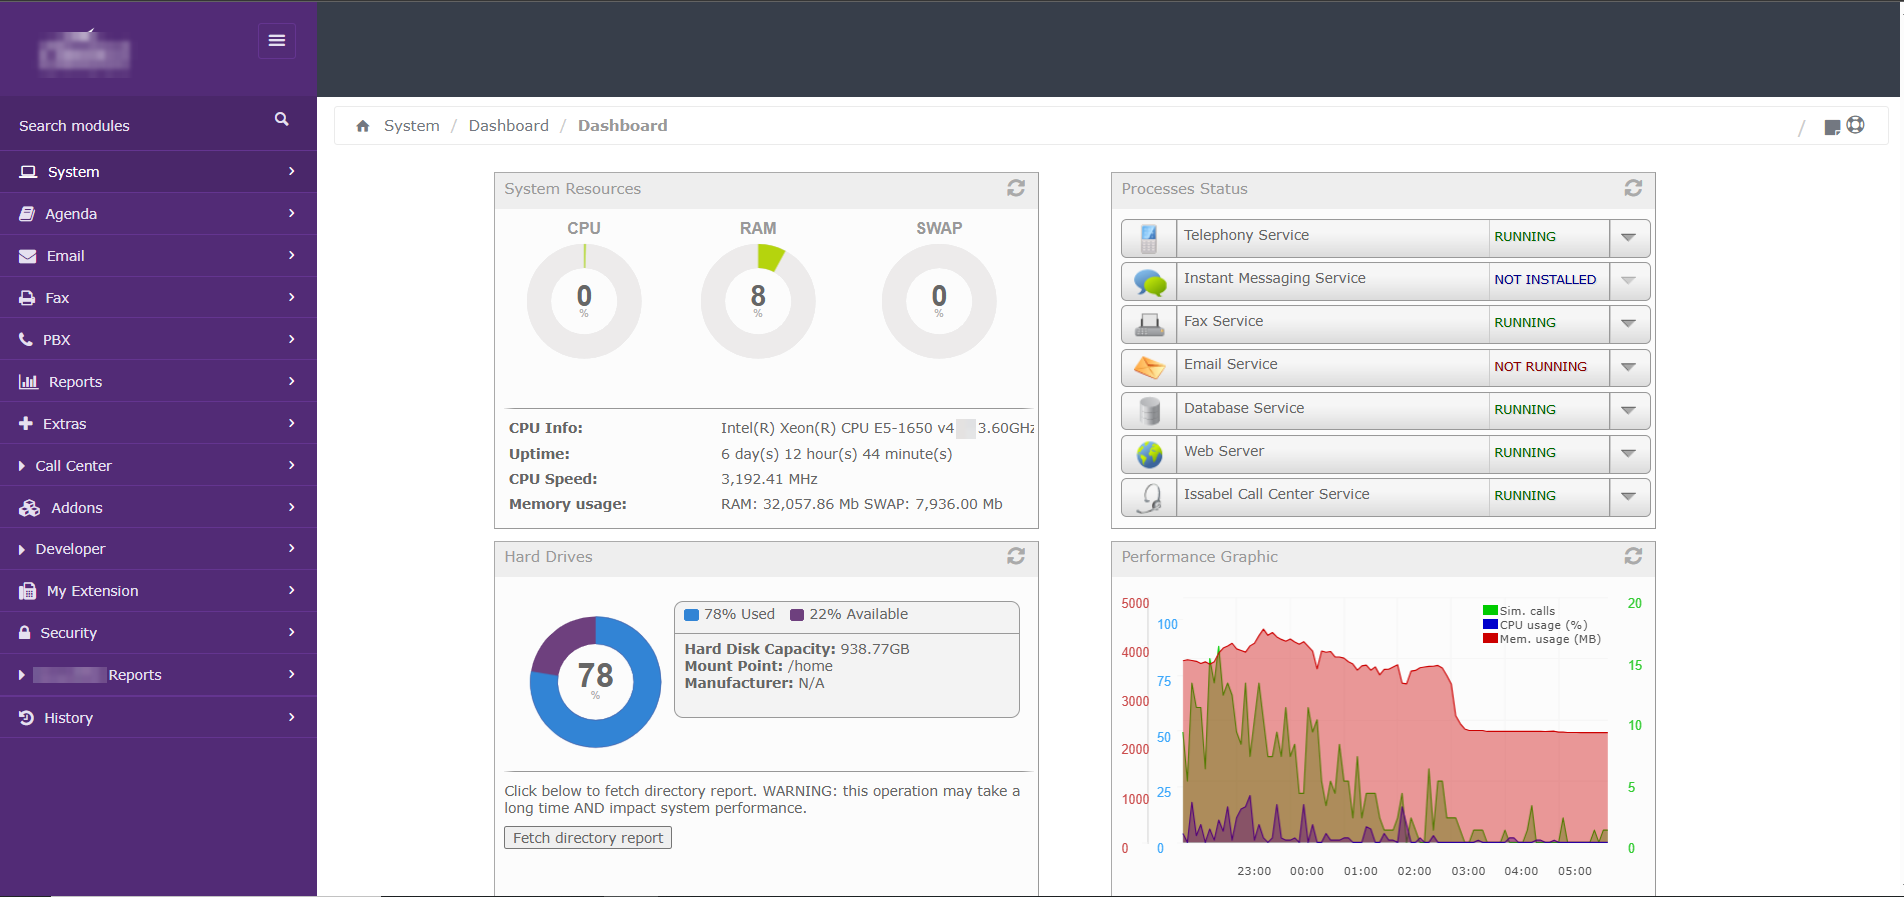 Search modules
System
Agenda
Email
Fax
PBX
Reports
Extras
Call Center
Addons
Developer
My Extension
Security
Reports
History
System / Dashboard / Dashboard
/
System Resources
CPU RAM SWAP
0 8 0
% % %
CPU Info: Intel(R) Xeon(R) CPU E5-1650 v4 3.60GHz
Uptime: 6 day(s) 12 hour(s) 44 minute(s)
CPU Speed: 3,192.41 MHz
Memory usage: RAM: 32,057.86 Mb SWAP: 7,936.00 Mb
Processes Status
Telephony Service RUNNING
Instant Messaging Service NOT INSTALLED
Fax Service RUNNING
Email Service NOT RUNNING
Database Service RUNNING
Web Server RUNNING
Issabel Call Center Service RUNNING
Hard Drives
78
%
78% Used 22% Available
Hard Disk Capacity: 938.77GB
Mount Point: /home
Manufacturer: N/A
Click below to fetch directory report. WARNING: this operation may take a
long time AND impact system performance.
Fetch directory report
Performance Graphic
5000
4000
3000
2000
1000
0
100
75
50
25
0
Sim. calls
CPU usage (%)
Mem. usage (MB)
20
15
10
5
0
23:00 00:00 01:00 02:00 03:00 04:00 05:00